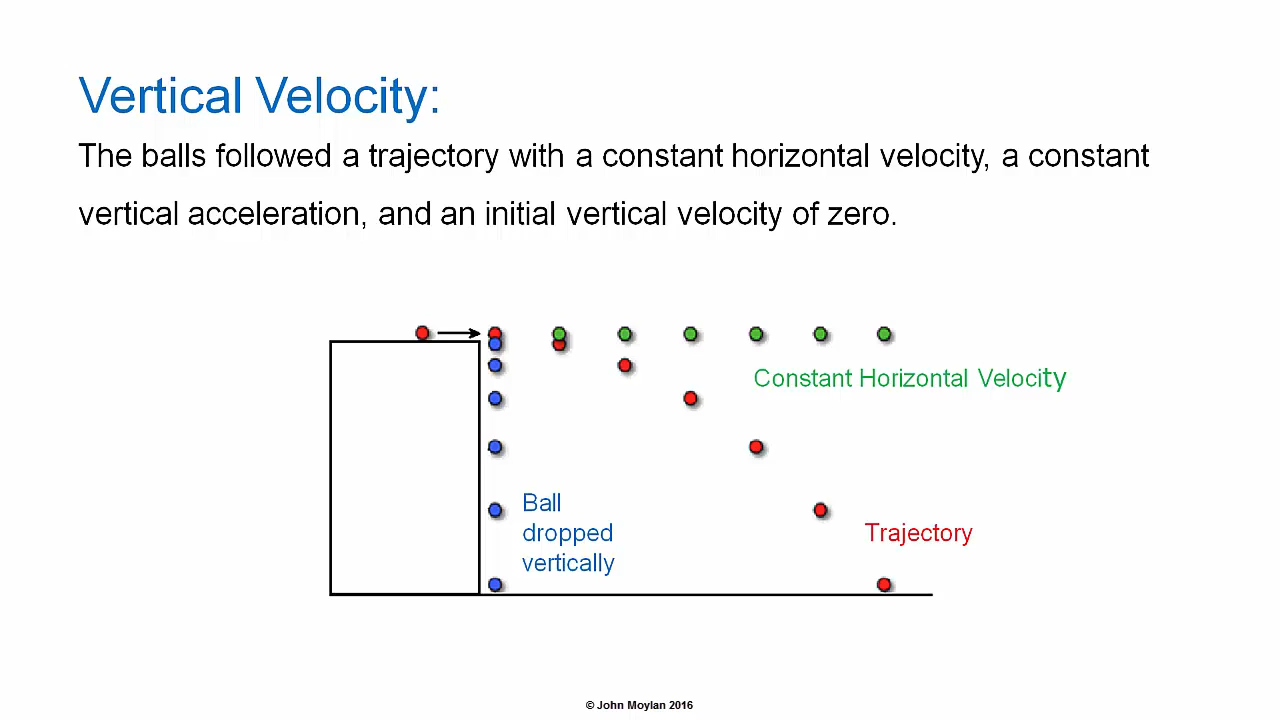 Vertical Velocity:
The balls followed a trajectory with a constant horizontal velocity, a constant
vertical acceleration, and an initial vertical velocity of zero.
Constant Horizontal Velocity
Ball
dropped
vertically
Trajectory
© John Moylan 2016